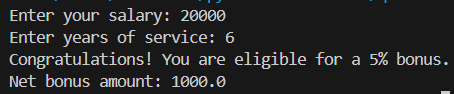 Enter your salary: 20000
Enter years of service: 6
Congratulations! You are eligible for a 5% bonus.
Net bonus amount: 1000.0